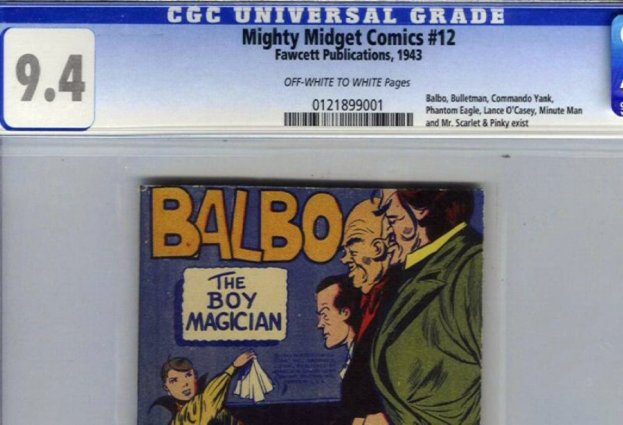 CGC UNIVERSAL GRADE
Mighty Midget Comics #12
Fawcett Publications, 1943
9.4
OFF-WHITE TO WHITE Pages
0121899001
Balbo, Bulletman, Commando Yank,
Phantom Eagle, Lance O'Casey, Minute Man
and Mr. Scarlet & Pinky exist
BALBO
THE
BOY
MAGICIAN